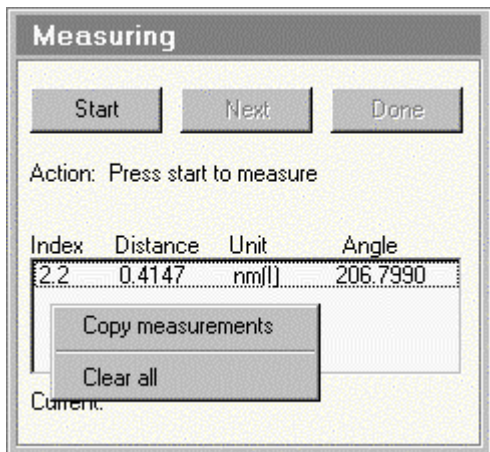 Measuring
Start Next Done
Action: Press start to measure
Index Distance Unit Angle
2.2 0.4147 nm(l) 206.7990
Copy measurements
Clear all
Current: